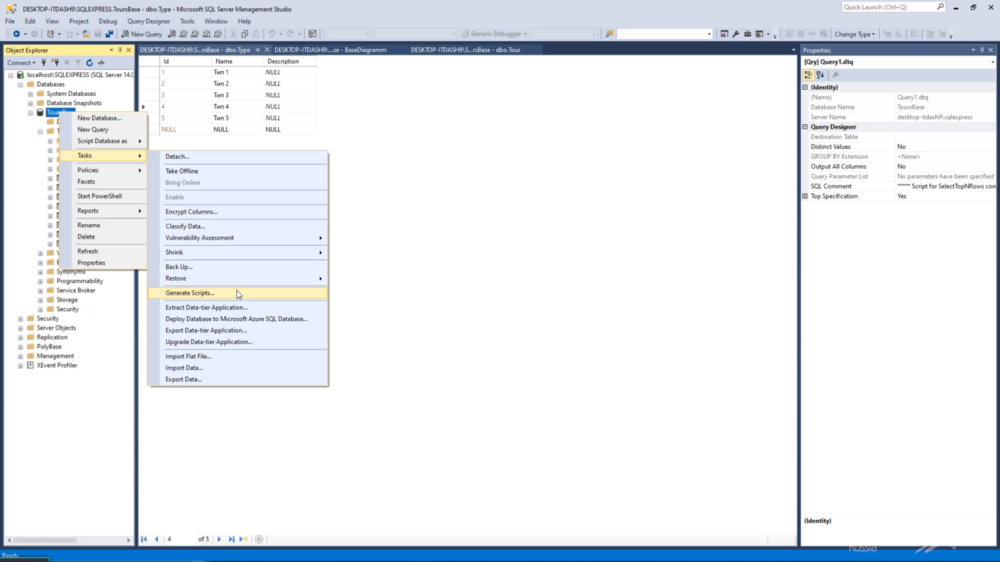 DESKTOP-ITDASH9\SQLEXPRESS.ToursBase - dbo.Type - Microsoft SQL Server Management Studio
Quick Launch (Ctrl+Q)
File Edit View Project Debug Query Designer Tools Window Help
New Query
Generic Debugger
Change Type
Object Explorer
DESKTOP-ITDASH9\S...rsBase - dbo.Type
DESKTOP-ITDASH9\...se - BaseDiagramm
DESKTOP-ITDASH9\S...rsBase - dbo.Tour
Properties
Connect
Id Name Description
1 Тип 1 NULL
2 Тип 2 NULL
3 Тип 3 NULL
4 Тип 4 NULL
5 Тип 5 NULL
NULL NULL NULL
localhost\SQLEXPRESS (SQL Server 14.0
Databases
System Databases
Database Snapshots
Synonyms
Programmability
Service Broker
Storage
Security
Security
Server Objects
Replication
PolyBase
Management
XEvent Profiler
New Database...
New Query
Script Database as
Tasks
Policies
Facets
Start PowerShell
Reports
Rename
Delete
Refresh
Properties
Detach...
Take Offline
Bring Online
Enable
Encrypt Columns...
Classify Data...
Vulnerability Assessment
Shrink
Back Up...
Restore
Generate Scripts...
Extract Data-tier Application...
Deploy Database to Microsoft Azure SQL Database...
Export Data-tier Application...
Upgrade Data-tier Application...
Import Flat File...
Import Data...
Export Data...
[Qry] Query1.dtq
(Identity)
(Name) Query1.dtq
Database Name ToursBase
Server Name desktop-itdash9\sqlexpress
Query Designer
Destination Table
Distinct Values No
GROUP BY Extension <None>
Output All Columns No
Query Parameter List No parameters have been specified
SQL Comment ***** Script for SelectTopNRows com
Top Specification Yes
(Identity)
4 of 5
Russia
Ready